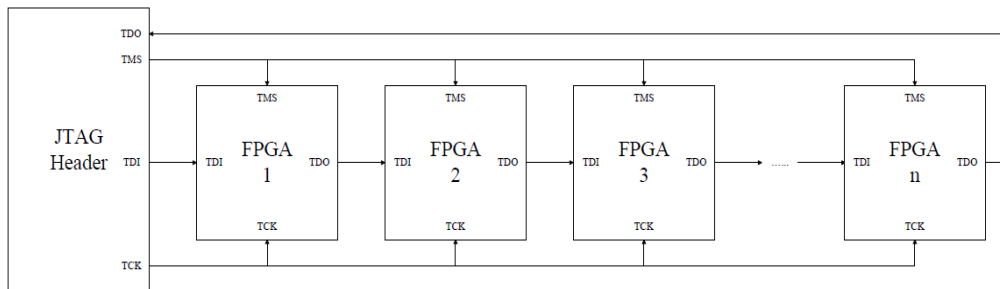 TDO
TMS
TMS TMS TMS TMS
JTAG
Header
TDI
TDI FPGA TDO
1
TDI FPGA TDO
2
TDI FPGA TDO
3
......
TDI FPGA TDO
n
TCK TCK TCK TCK
TCK